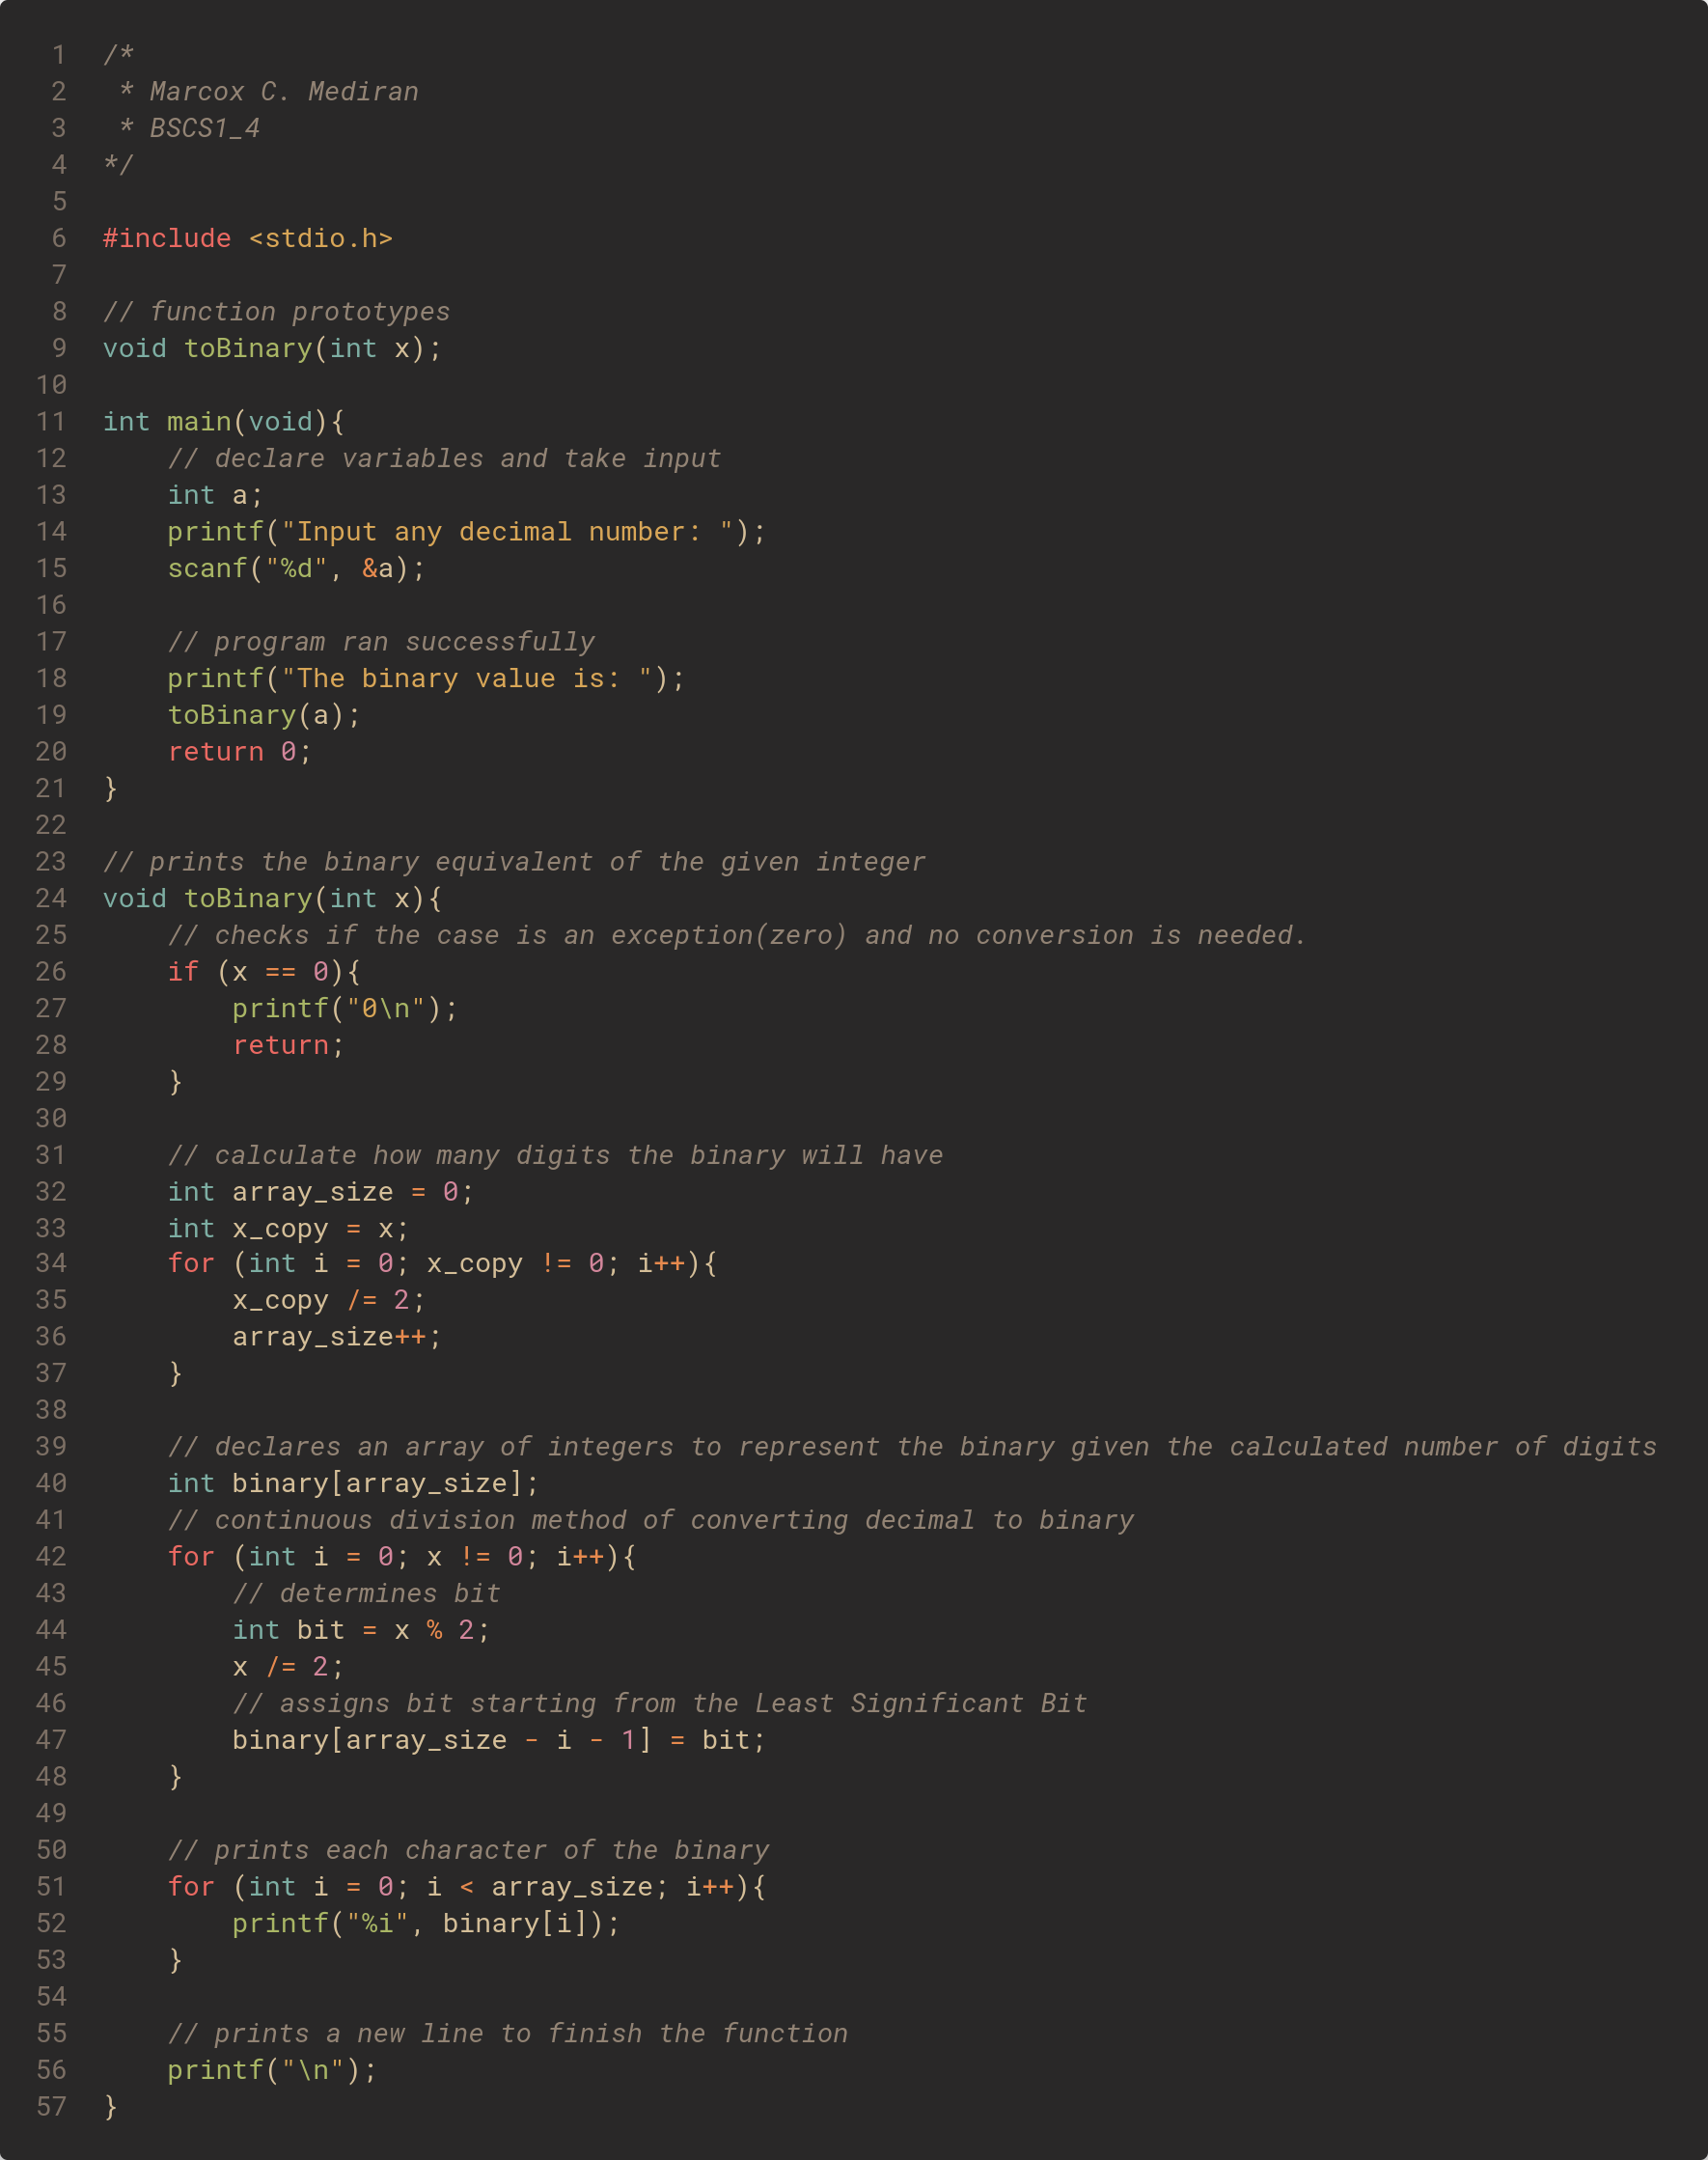 1 /*
2  * Marcox C. Mediran
3  * BSCS1_4
4 */
5
6 #include <stdio.h>
7
8 // function prototypes
9 void toBinary(int x);
10
11 int main(void){
12     // declare variables and take input
13     int a;
14     printf("Input any decimal number: ");
15     scanf("%d", &a);
16
17     // program ran successfully
18     printf("The binary value is: ");
19     toBinary(a);
20     return 0;
21 }
22
23 // prints the binary equivalent of the given integer
24 void toBinary(int x){
25     // checks if the case is an exception(zero) and no conversion is needed.
26     if (x == 0){
27         printf("0\n");
28         return;
29     }
30
31     // calculate how many digits the binary will have
32     int array_size = 0;
33     int x_copy = x;
34     for (int i = 0; x_copy != 0; i++){
35         x_copy /= 2;
36         array_size++;
37     }
38
39     // declares an array of integers to represent the binary given the calculated number of digits
40     int binary[array_size];
41     // continuous division method of converting decimal to binary
42     for (int i = 0; x != 0; i++){
43         // determines bit
44         int bit = x % 2;
45         x /= 2;
46         // assigns bit starting from the Least Significant Bit
47         binary[array_size - i - 1] = bit;
48     }
49
50     // prints each character of the binary
51     for (int i = 0; i < array_size; i++){
52         printf("%i", binary[i]);
53     }
54
55     // prints a new line to finish the function
56     printf("\n");
57 }